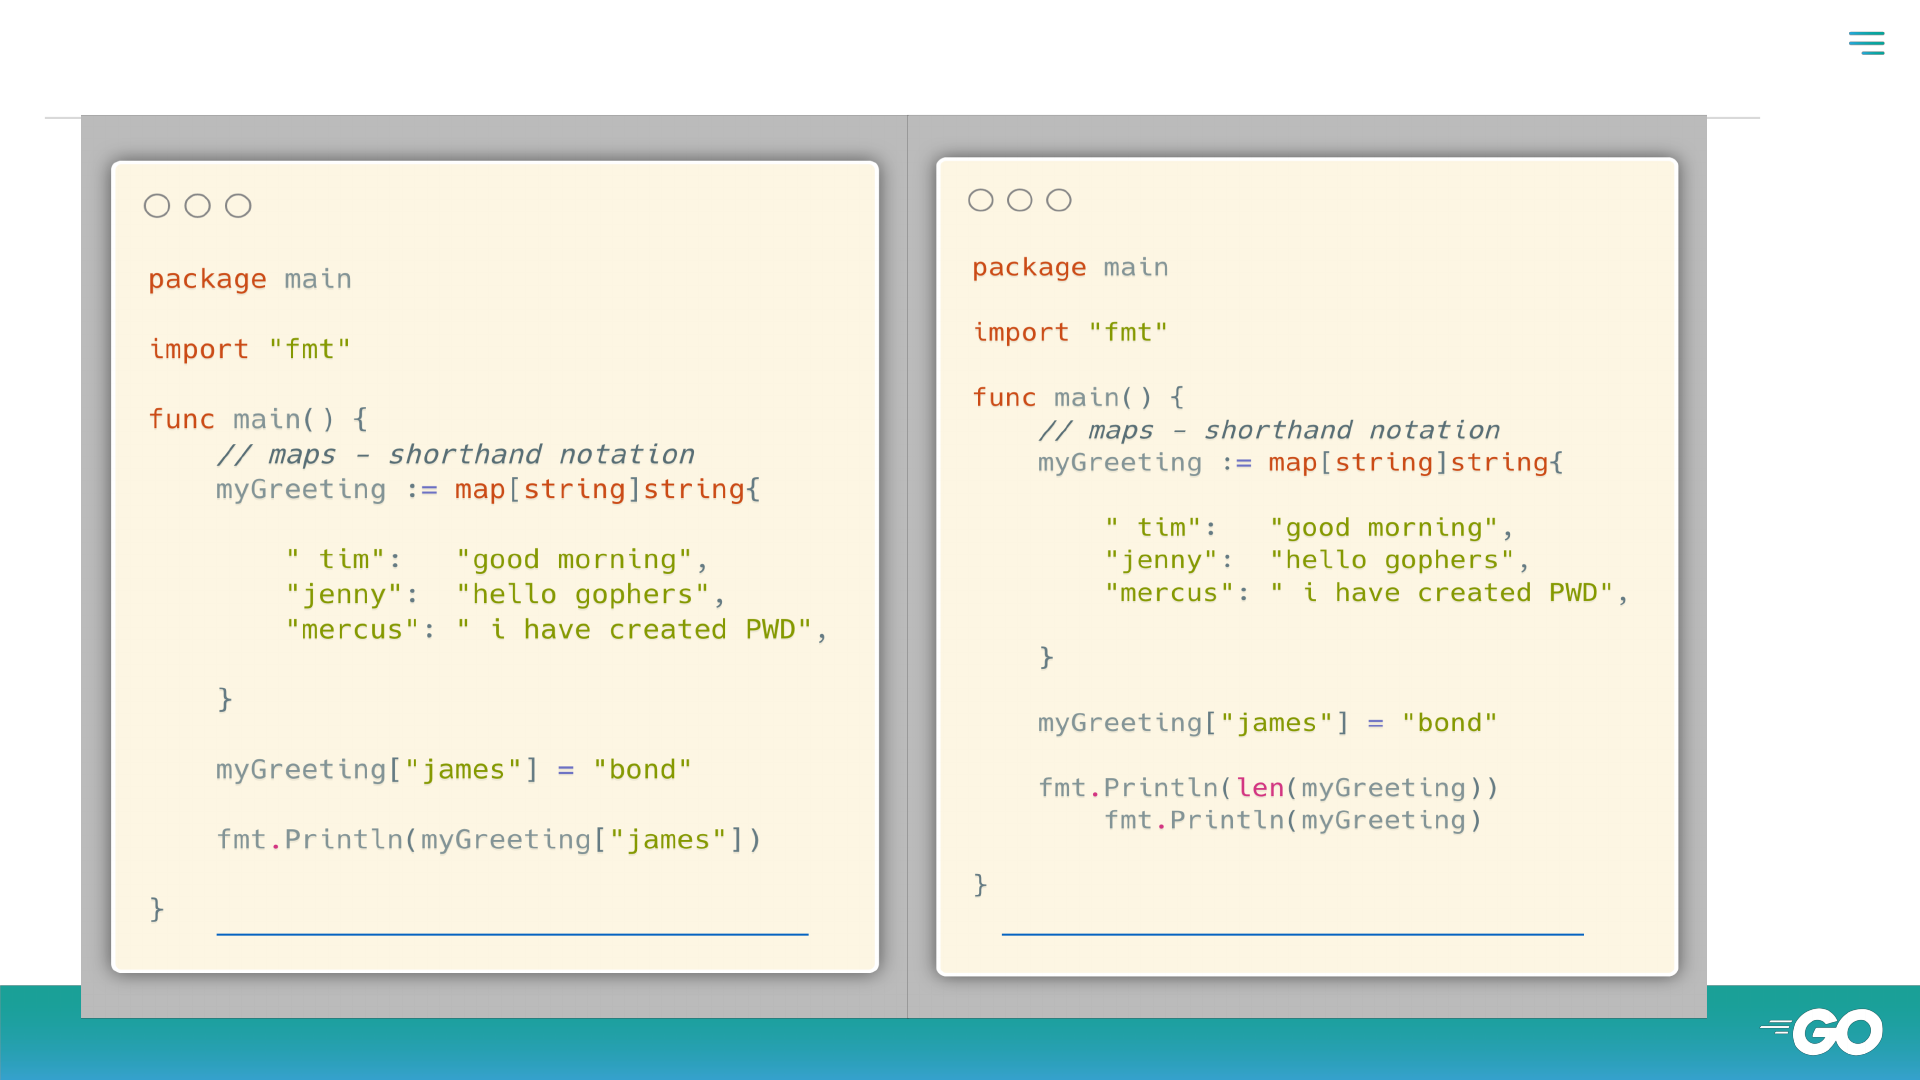 package main
import "fmt"
func main() {
// maps – shorthand notation
myGreeting := map[string]string{
" tim":   "good morning",
"jenny":  "hello gophers",
"mercus": " i have created PWD",
}
myGreeting["james"] = "bond"
fmt.Println(myGreeting["james"])
}
package main
import "fmt"
func main() {
// maps – shorthand notation
myGreeting := map[string]string{
" tim":   "good morning",
"jenny":  "hello gophers",
"mercus": " i have created PWD",
}
myGreeting["james"] = "bond"
fmt.Println(len(myGreeting))
fmt.Println(myGreeting)
}
GO